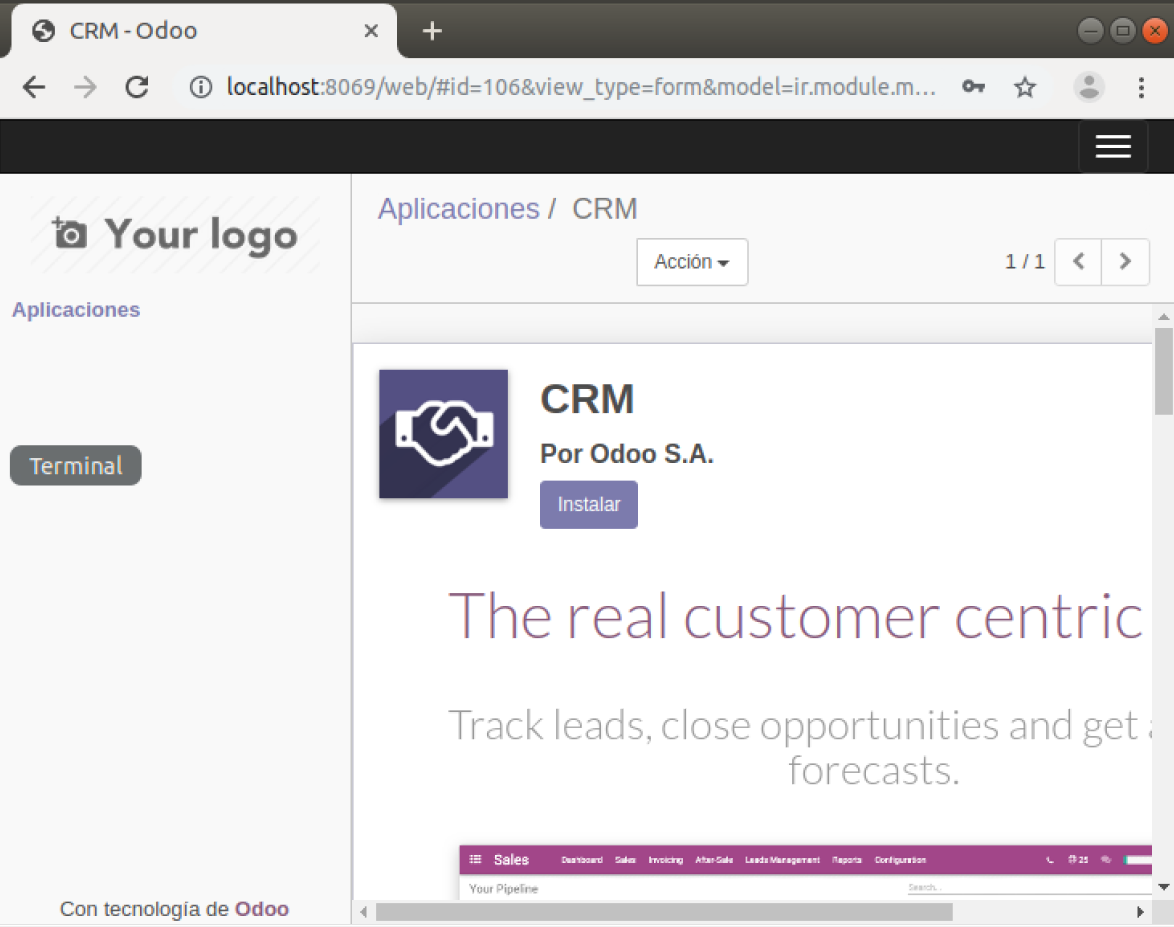 CRM - Odoo
localhost:8069/web/#id=106&view_type=form&model=ir.module.m...
Your logo
Aplicaciones / CRM
Acción
1 / 1
Aplicaciones
Terminal
CRM
Por Odoo S.A.
Instalar
The real customer centric
Track leads, close opportunities and get
forecasts.
Sales Dashboard Sales Invoicing After-Sale Leads Management Reports Configuration 25
Your Pipeline Search...
Con tecnología de Odoo